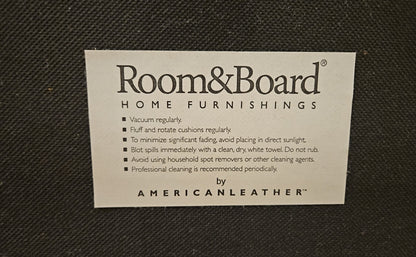 Room&Board®
HOME FURNISHINGS
■ Vacuum regularly.
■ Fluff and rotate cushions regularly.
■ To minimize significant fading, avoid placing in direct sunlight.
■ Blot spills immediately with a clean, dry, white towel. Do not rub.
■ Avoid using household spot removers or other cleaning agents.
■ Professional cleaning is recommended periodically.
by
AMERICANLEATHER™